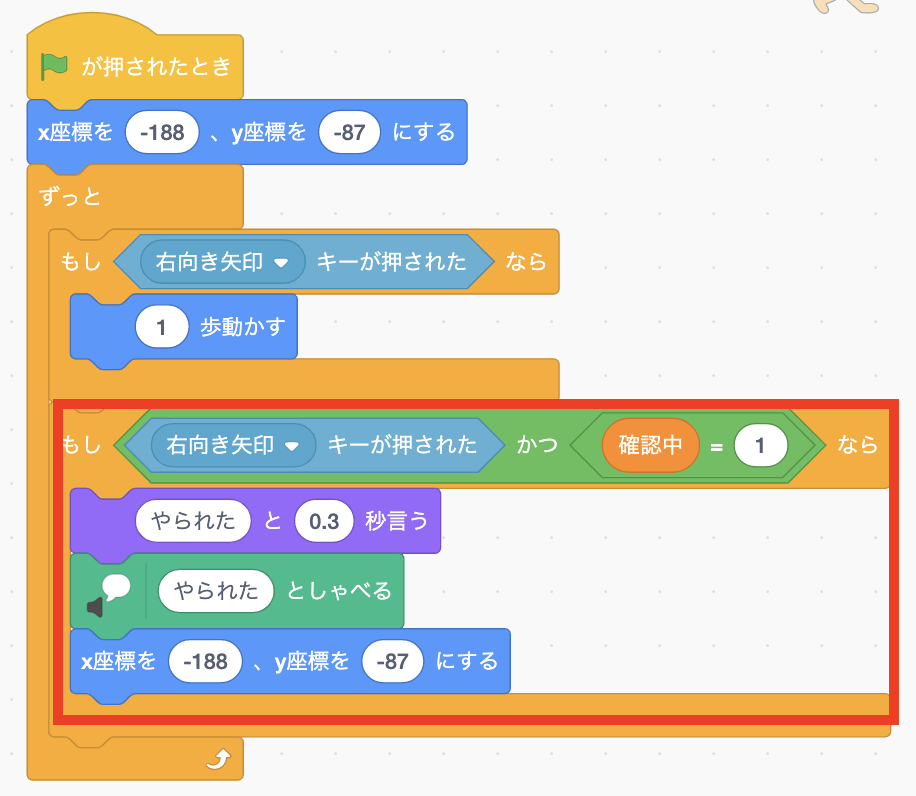 が押されたとき
x座標を -188 、y座標を -87 にする
ずっと
もし 右向き矢印 キーが押された なら
1 歩動かす
もし 右向き矢印 キーが押された かつ 確認中 = 1 なら
やられた と 0.3 秒言う
やられた としゃべる
x座標を -188 、y座標を -87 にする